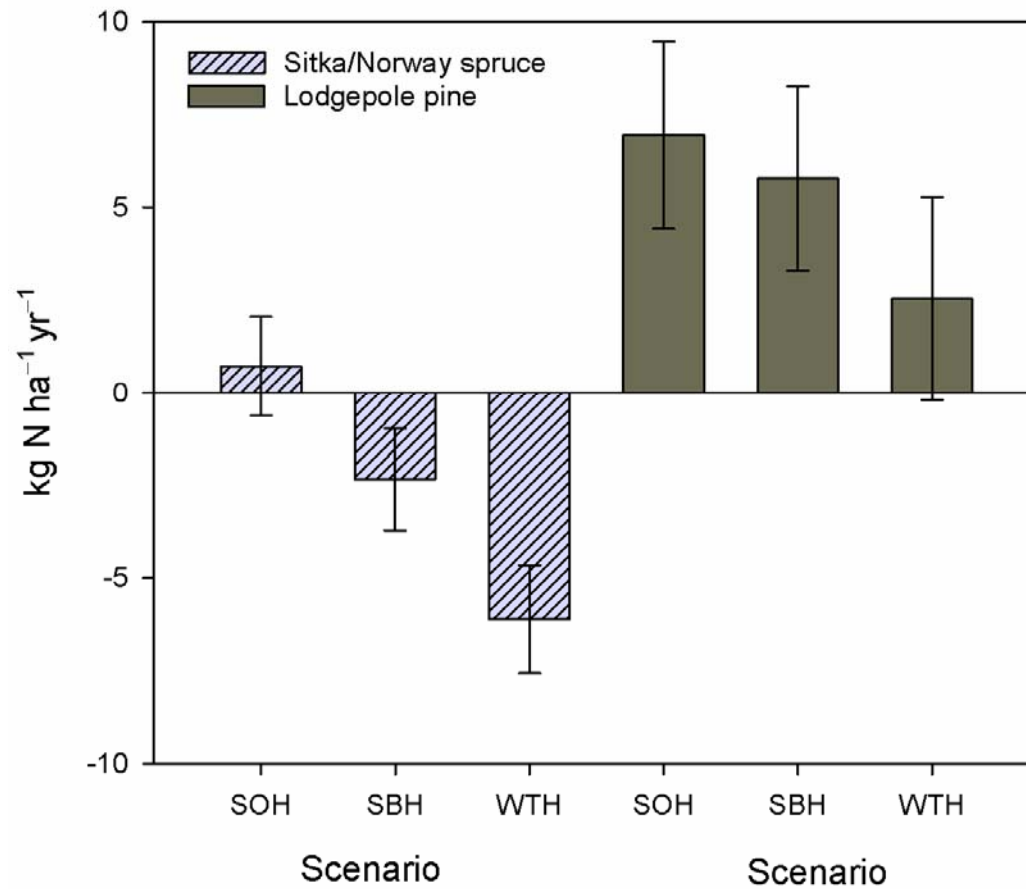 10
Sitka/Norway spruce
Lodgepole pine
5
kg N ha⁻¹ yr⁻¹
0
-5
-10
SOH SBH WTH SOH SBH WTH
Scenario Scenario